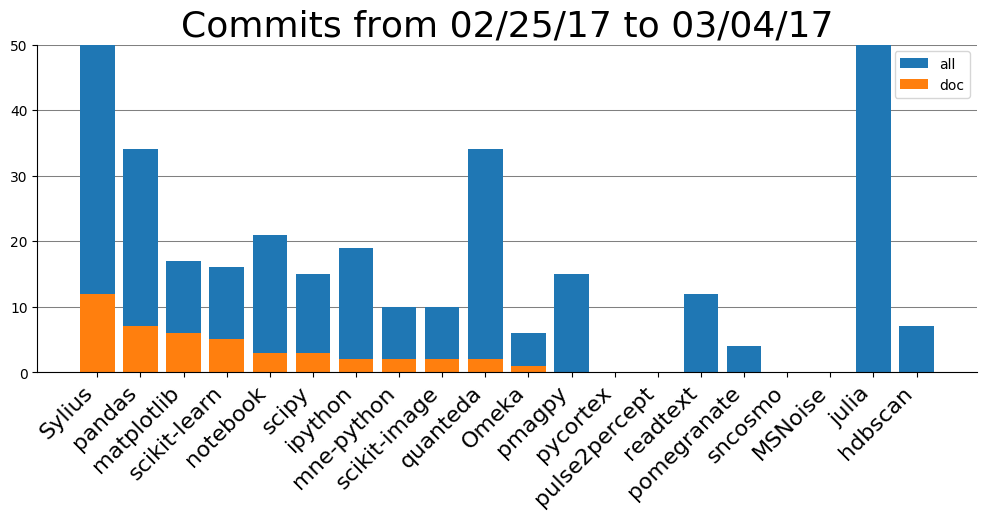 Commits from 02/25/17 to 03/04/17
50
40
30
20
10
0
all
doc
Sylius
pandas
matplotlib
scikit-learn
notebook
scipy
ipython
mne-python
scikit-image
quanteda
Omeka
pmagpy
pycortex
pulse2percept
readtext
pomegranate
sncosmo
MSNoise
julia
hdbscan